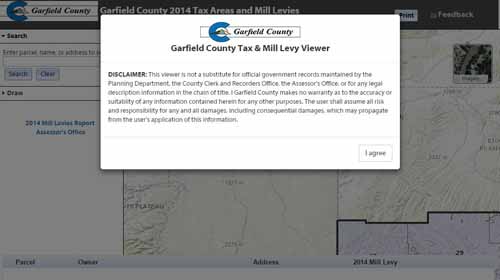 Garfield County 2014 Tax Areas and Mill Levies
Print
Feedback
Search
Enter parcel, name, or address to s
Search
Clear
Draw
2014 Mill Levies Report
Assessor's Office
Garfield County
Garfield County Tax & Mill Levy Viewer
DISCLAIMER: This viewer is not a substitute for official government records maintained by the
Planning Department, the County Clerk and Recorders Office, the Assessor's Office, or for any legal
description information in the chain of title. I Garfield County makes no warranty as to the accuracy or
suitability of any information contained herein for any other purposes. The user shall assume all risk
and responsibility for any and all damages, including consequential damages, which may propagate
from the user's application of this information.
I agree
Imagery
PLATEAU
29
Parcel
Owner
Address
2014 Mill Levy